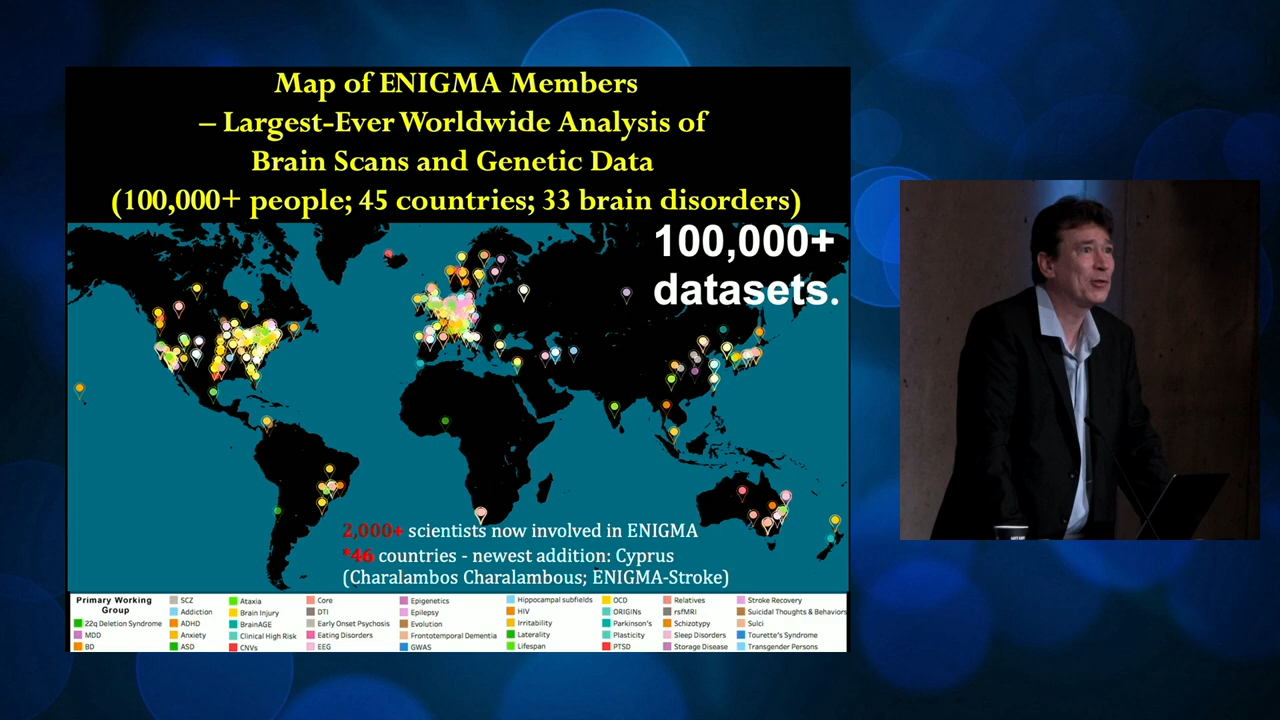 Map of ENIGMA Members
– Largest-Ever Worldwide Analysis of
Brain Scans and Genetic Data
(100,000+ people; 45 countries; 33 brain disorders)
100,000+
datasets.
2,000+ scientists now involved in ENIGMA
*46 countries - newest addition: Cyprus
(Charalambos Charalambous; ENIGMA-Stroke)
Primary Working
Group
22q Deletion Syndrome
MDD
BD
SCZ
Addiction
ADHD
Anxiety
ASD
Ataxia
Brain Injury
BrainAGE
Clinical High Risk
CNVs
Core
DTI
Early Onset Psychosis
Eating Disorders
EEG
Epigenetics
Epilepsy
Evolution
Frontotemporal Dementia
GWAS
Hippocampal subfields
HIV
Irritability
Laterality
Lifespan
OCD
ORIGINs
Parkinson's
Plasticity
PTSD
Relatives
rsfMRI
Schizotypy
Sleep Disorders
Storage Disease
Stroke Recovery
Suicidal Thoughts & Behaviors
Sulci
Tourette's Syndrome
Transgender Persons